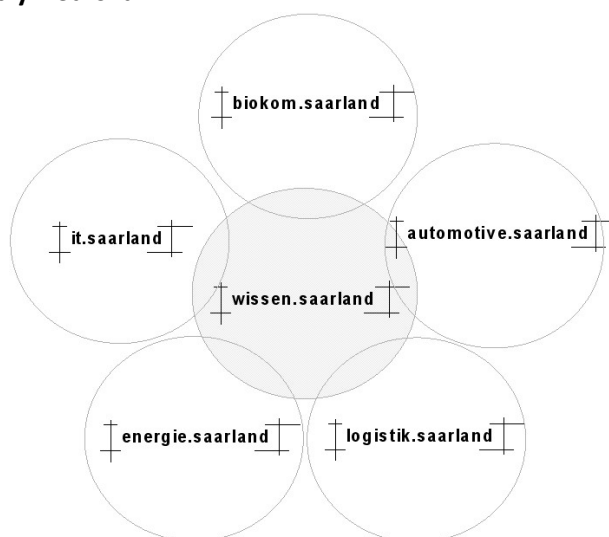 biokom.saarland
it.saarland
automotive.saarland
wissen.saarland
energie.saarland
logistik.saarland